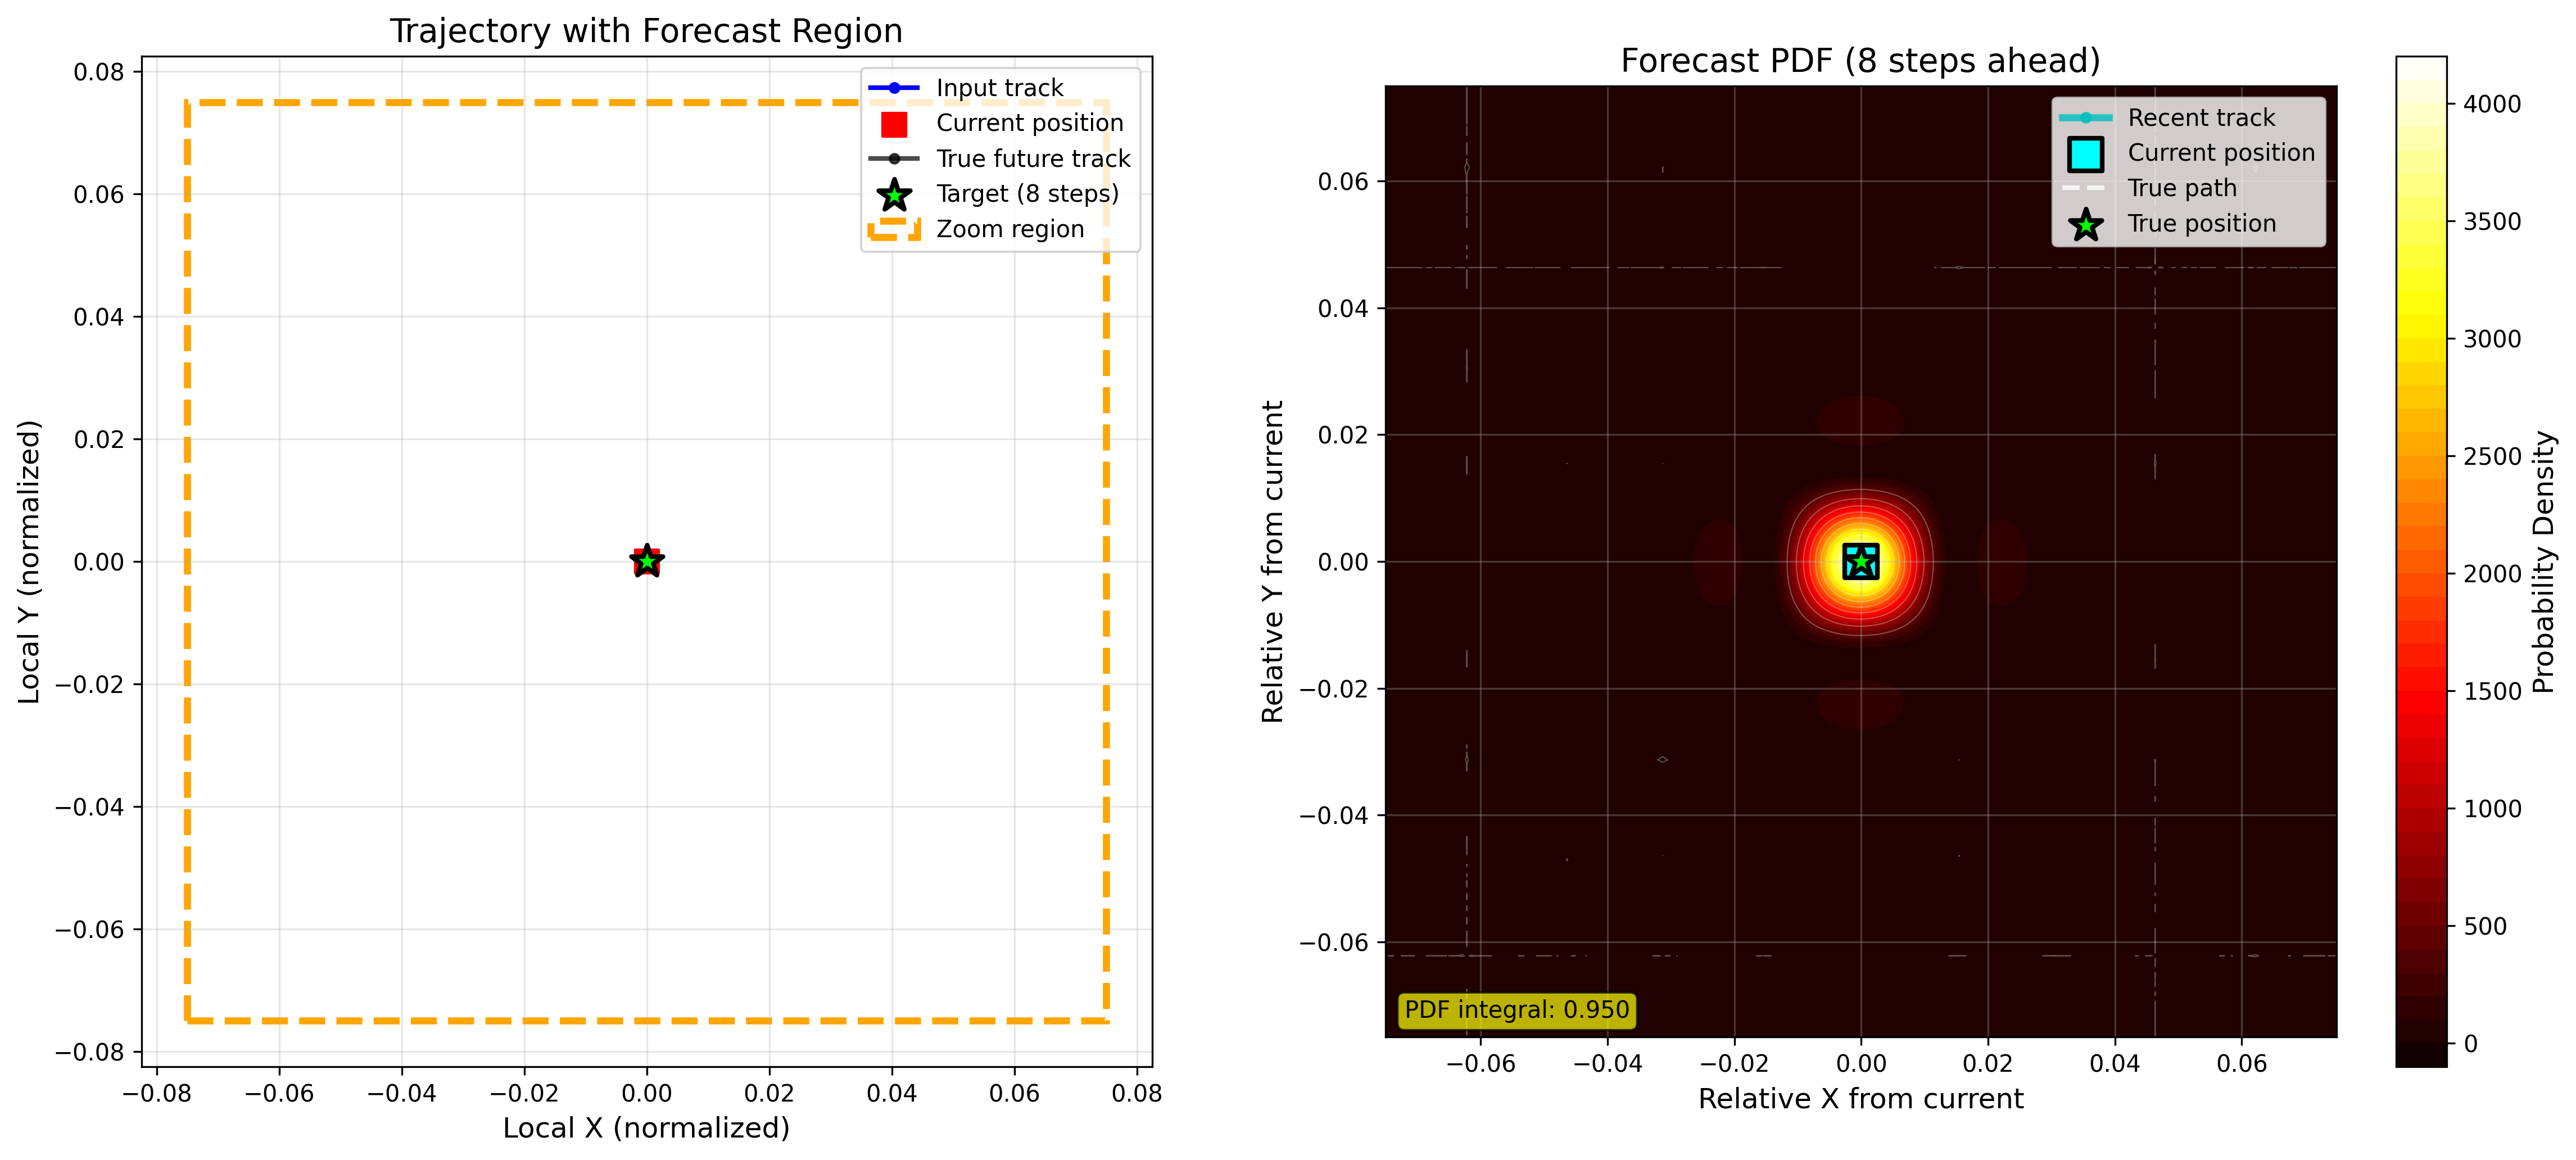 Trajectory with Forecast Region
Input track
Current position
True future track
Target (8 steps)
Zoom region
0.08
0.06
0.04
0.02
0.00
−0.02
−0.04
−0.06
−0.08
Local Y (normalized)
−0.08 −0.06 −0.04 −0.02 0.00 0.02 0.04 0.06 0.08
Local X (normalized)
Forecast PDF (8 steps ahead)
Recent track
Current position
True path
True position
0.06
0.04
0.02
0.00
−0.02
−0.04
−0.06
Relative Y from current
PDF integral: 0.950
−0.06 −0.04 −0.02 0.00 0.02 0.04 0.06
Relative X from current
4000
3500
3000
2500
2000
1500
1000
500
0
Probability Density